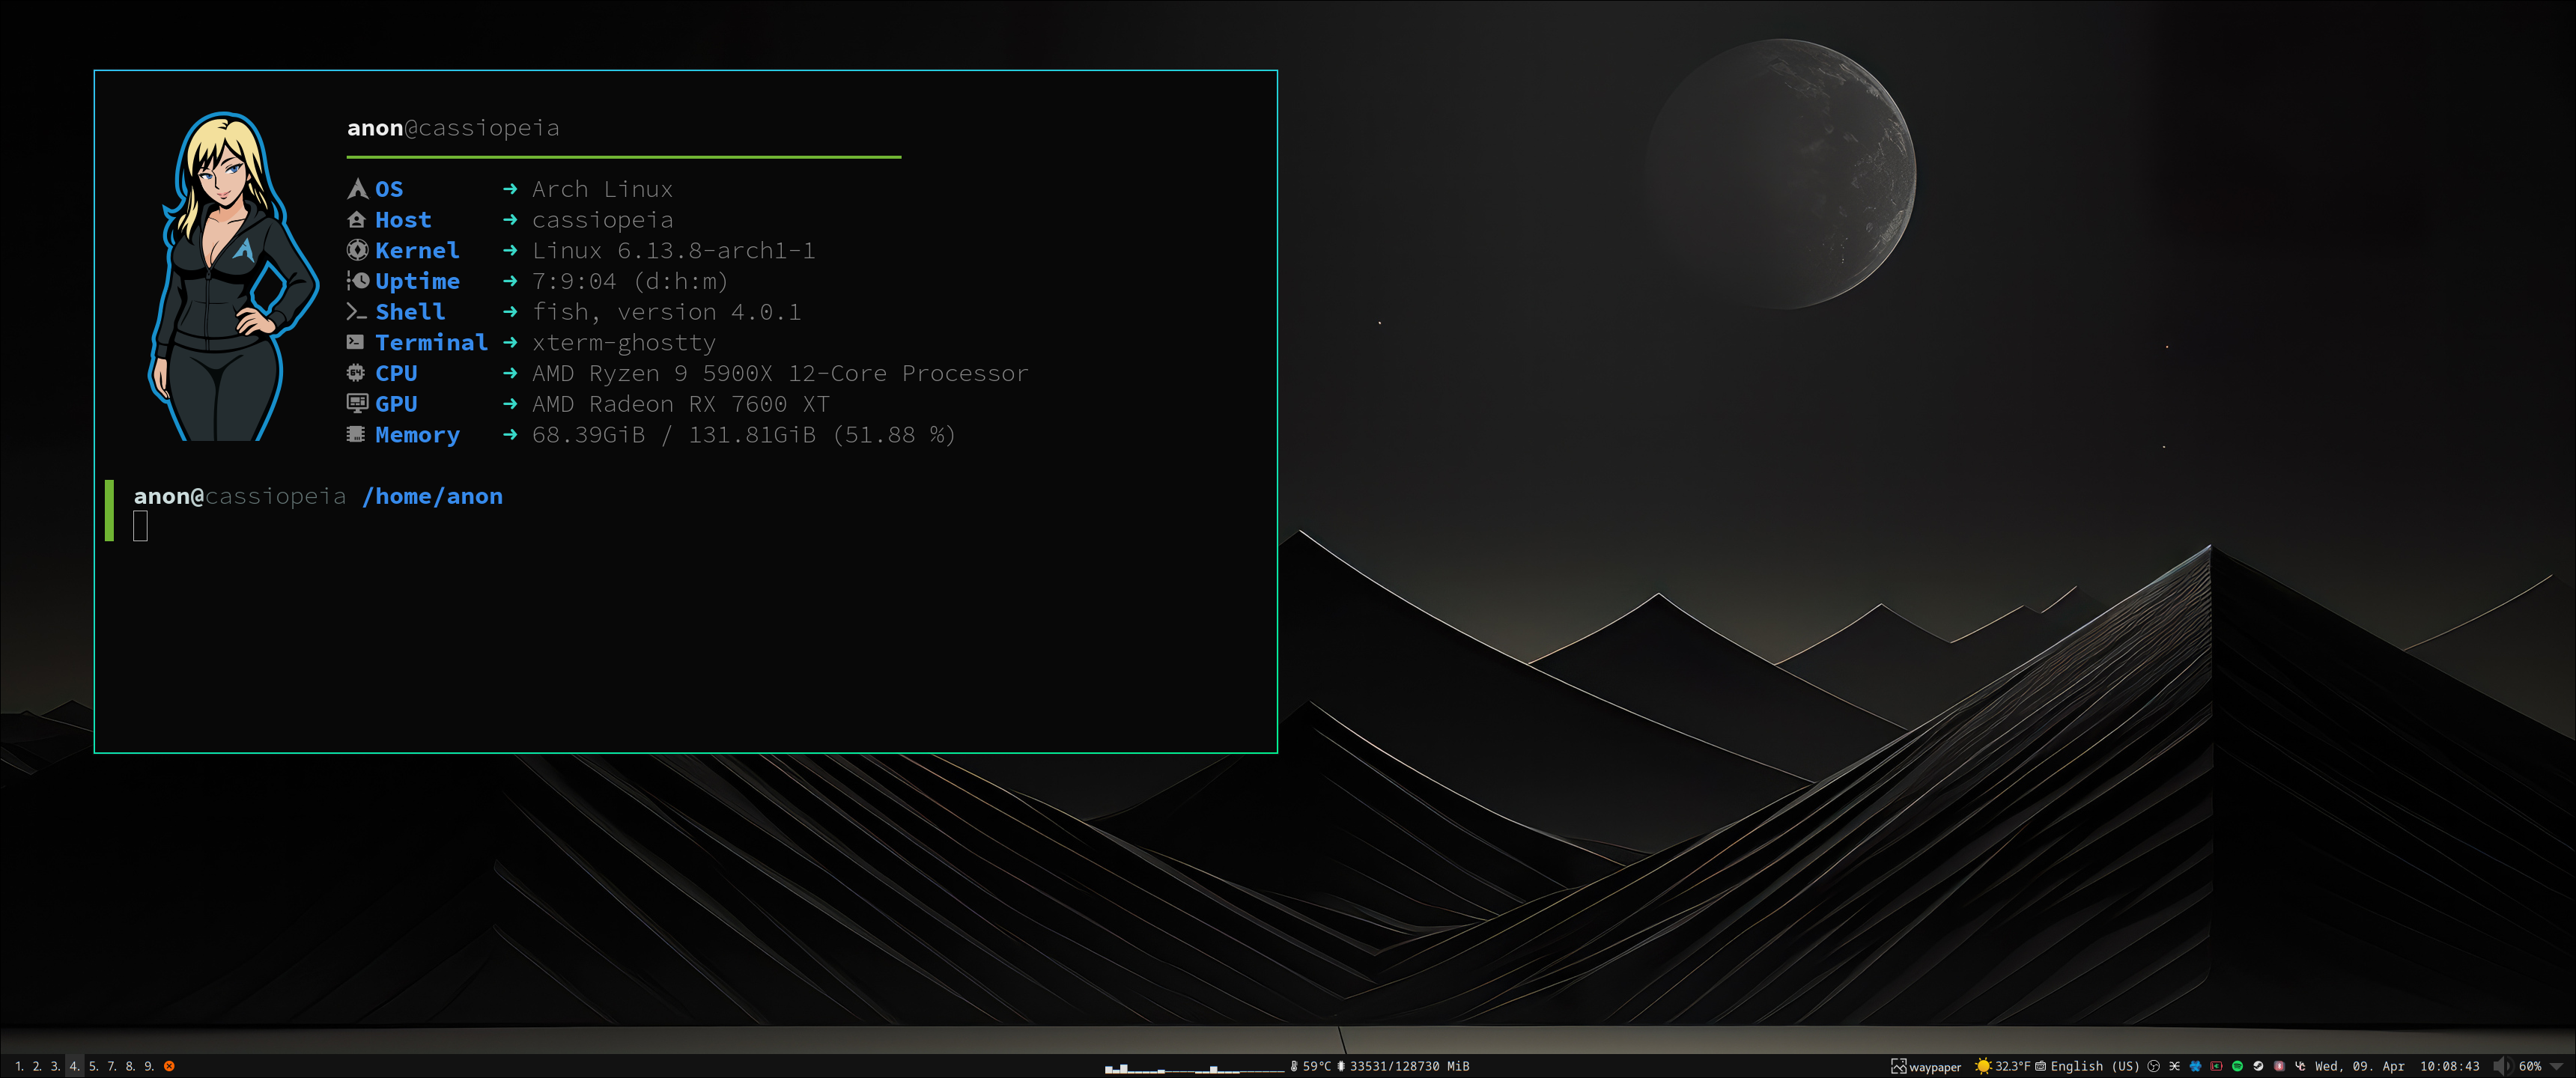 anon@cassiopeia
OS ➜ Arch Linux
Host ➜ cassiopeia
Kernel ➜ Linux 6.13.8-arch1-1
Uptime ➜ 7:9:04 (d:h:m)
Shell ➜ fish, version 4.0.1
Terminal ➜ xterm-ghostty
CPU ➜ AMD Ryzen 9 5900X 12-Core Processor
GPU ➜ AMD Radeon RX 7600 XT
Memory ➜ 68.39GiB / 131.81GiB (51.88 %)
anon@cassiopeia /home/anon
1. 2. 3. 4. 5. 7. 8. 9. 59°C 33531/128730 MiB waypaper 32.3°F English (US) Wed, 09. Apr 10:08:43 60%